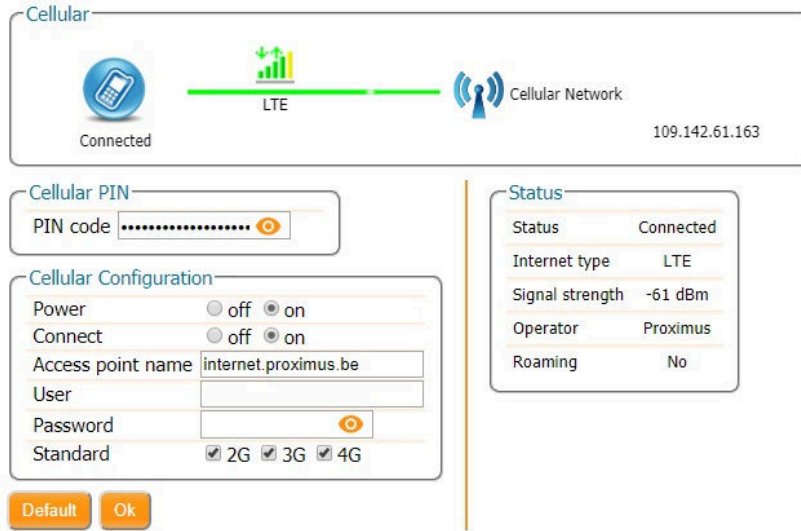 Cellular
LTE
Connected
Cellular Network
109.142.61.163
Cellular PIN
PIN code ••••••••••••••••••
Cellular Configuration
Power off on
Connect off on
Access point name internet.proximus.be
User
Password
Standard 2G 3G 4G
Default Ok
Status
Status Connected
Internet type LTE
Signal strength -61 dBm
Operator Proximus
Roaming No